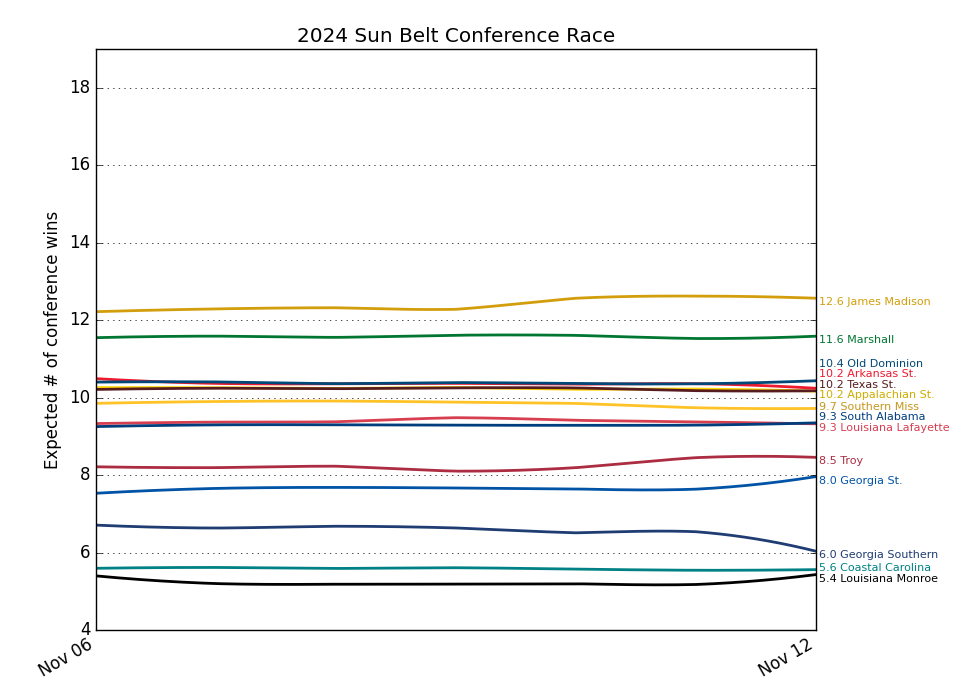 2024 Sun Belt Conference Race
Expected # of conference wins
18
16
14
12
10
8
6
4
Nov 06
Nov 12
12.6 James Madison
11.6 Marshall
10.4 Old Dominion
10.2 Arkansas St.
10.2 Texas St.
10.2 Appalachian St.
9.7 Southern Miss
9.3 South Alabama
9.3 Louisiana Lafayette
8.5 Troy
8.0 Georgia St.
6.0 Georgia Southern
5.6 Coastal Carolina
5.4 Louisiana Monroe